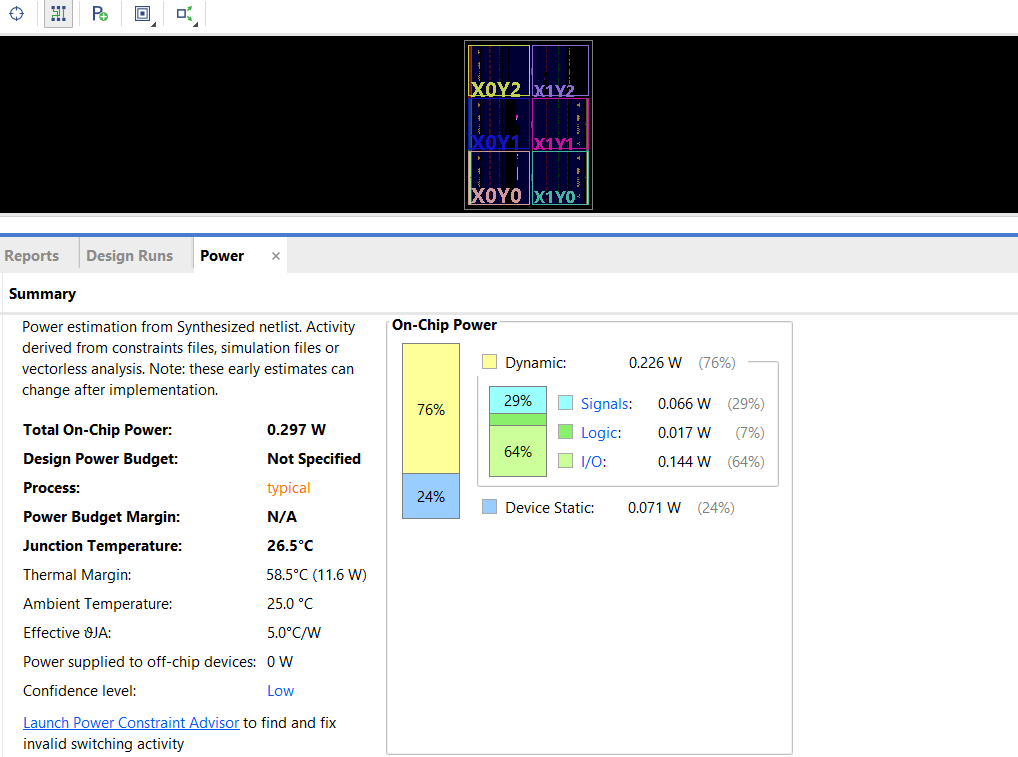 X0Y2 X1Y2
X0Y1 X1Y1
X0Y0 X1Y0
Reports Design Runs Power ×
Summary
Power estimation from Synthesized netlist. Activity
derived from constraints files, simulation files or
vectorless analysis. Note: these early estimates can
change after implementation.
Total On-Chip Power: 0.297 W
Design Power Budget: Not Specified
Process: typical
Power Budget Margin: N/A
Junction Temperature: 26.5°C
Thermal Margin: 58.5°C (11.6 W)
Ambient Temperature: 25.0 °C
Effective ϑJA: 5.0°C/W
Power supplied to off-chip devices: 0 W
Confidence level: Low
Launch Power Constraint Advisor to find and fix
invalid switching activity
On-Chip Power
76%
24%
Dynamic: 0.226 W (76%)
29%
64%
Signals: 0.066 W (29%)
Logic: 0.017 W (7%)
I/O: 0.144 W (64%)
Device Static: 0.071 W (24%)